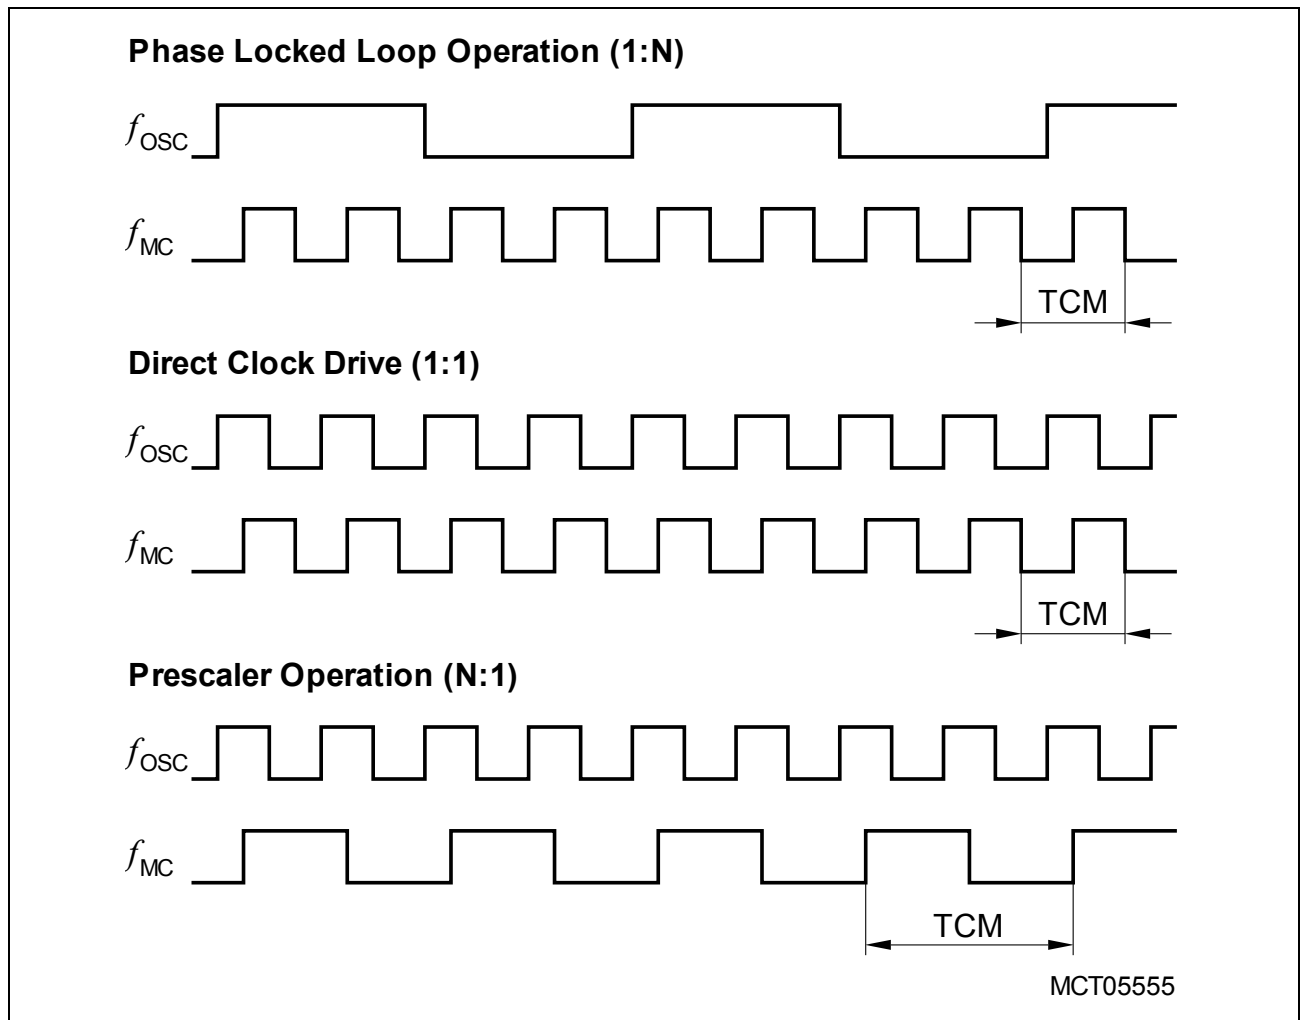 Phase Locked Loop Operation (1:N)
fOSC
fMC
TCM
Direct Clock Drive (1:1)
fOSC
fMC
TCM
Prescaler Operation (N:1)
fOSC
fMC
TCM
MCT05555